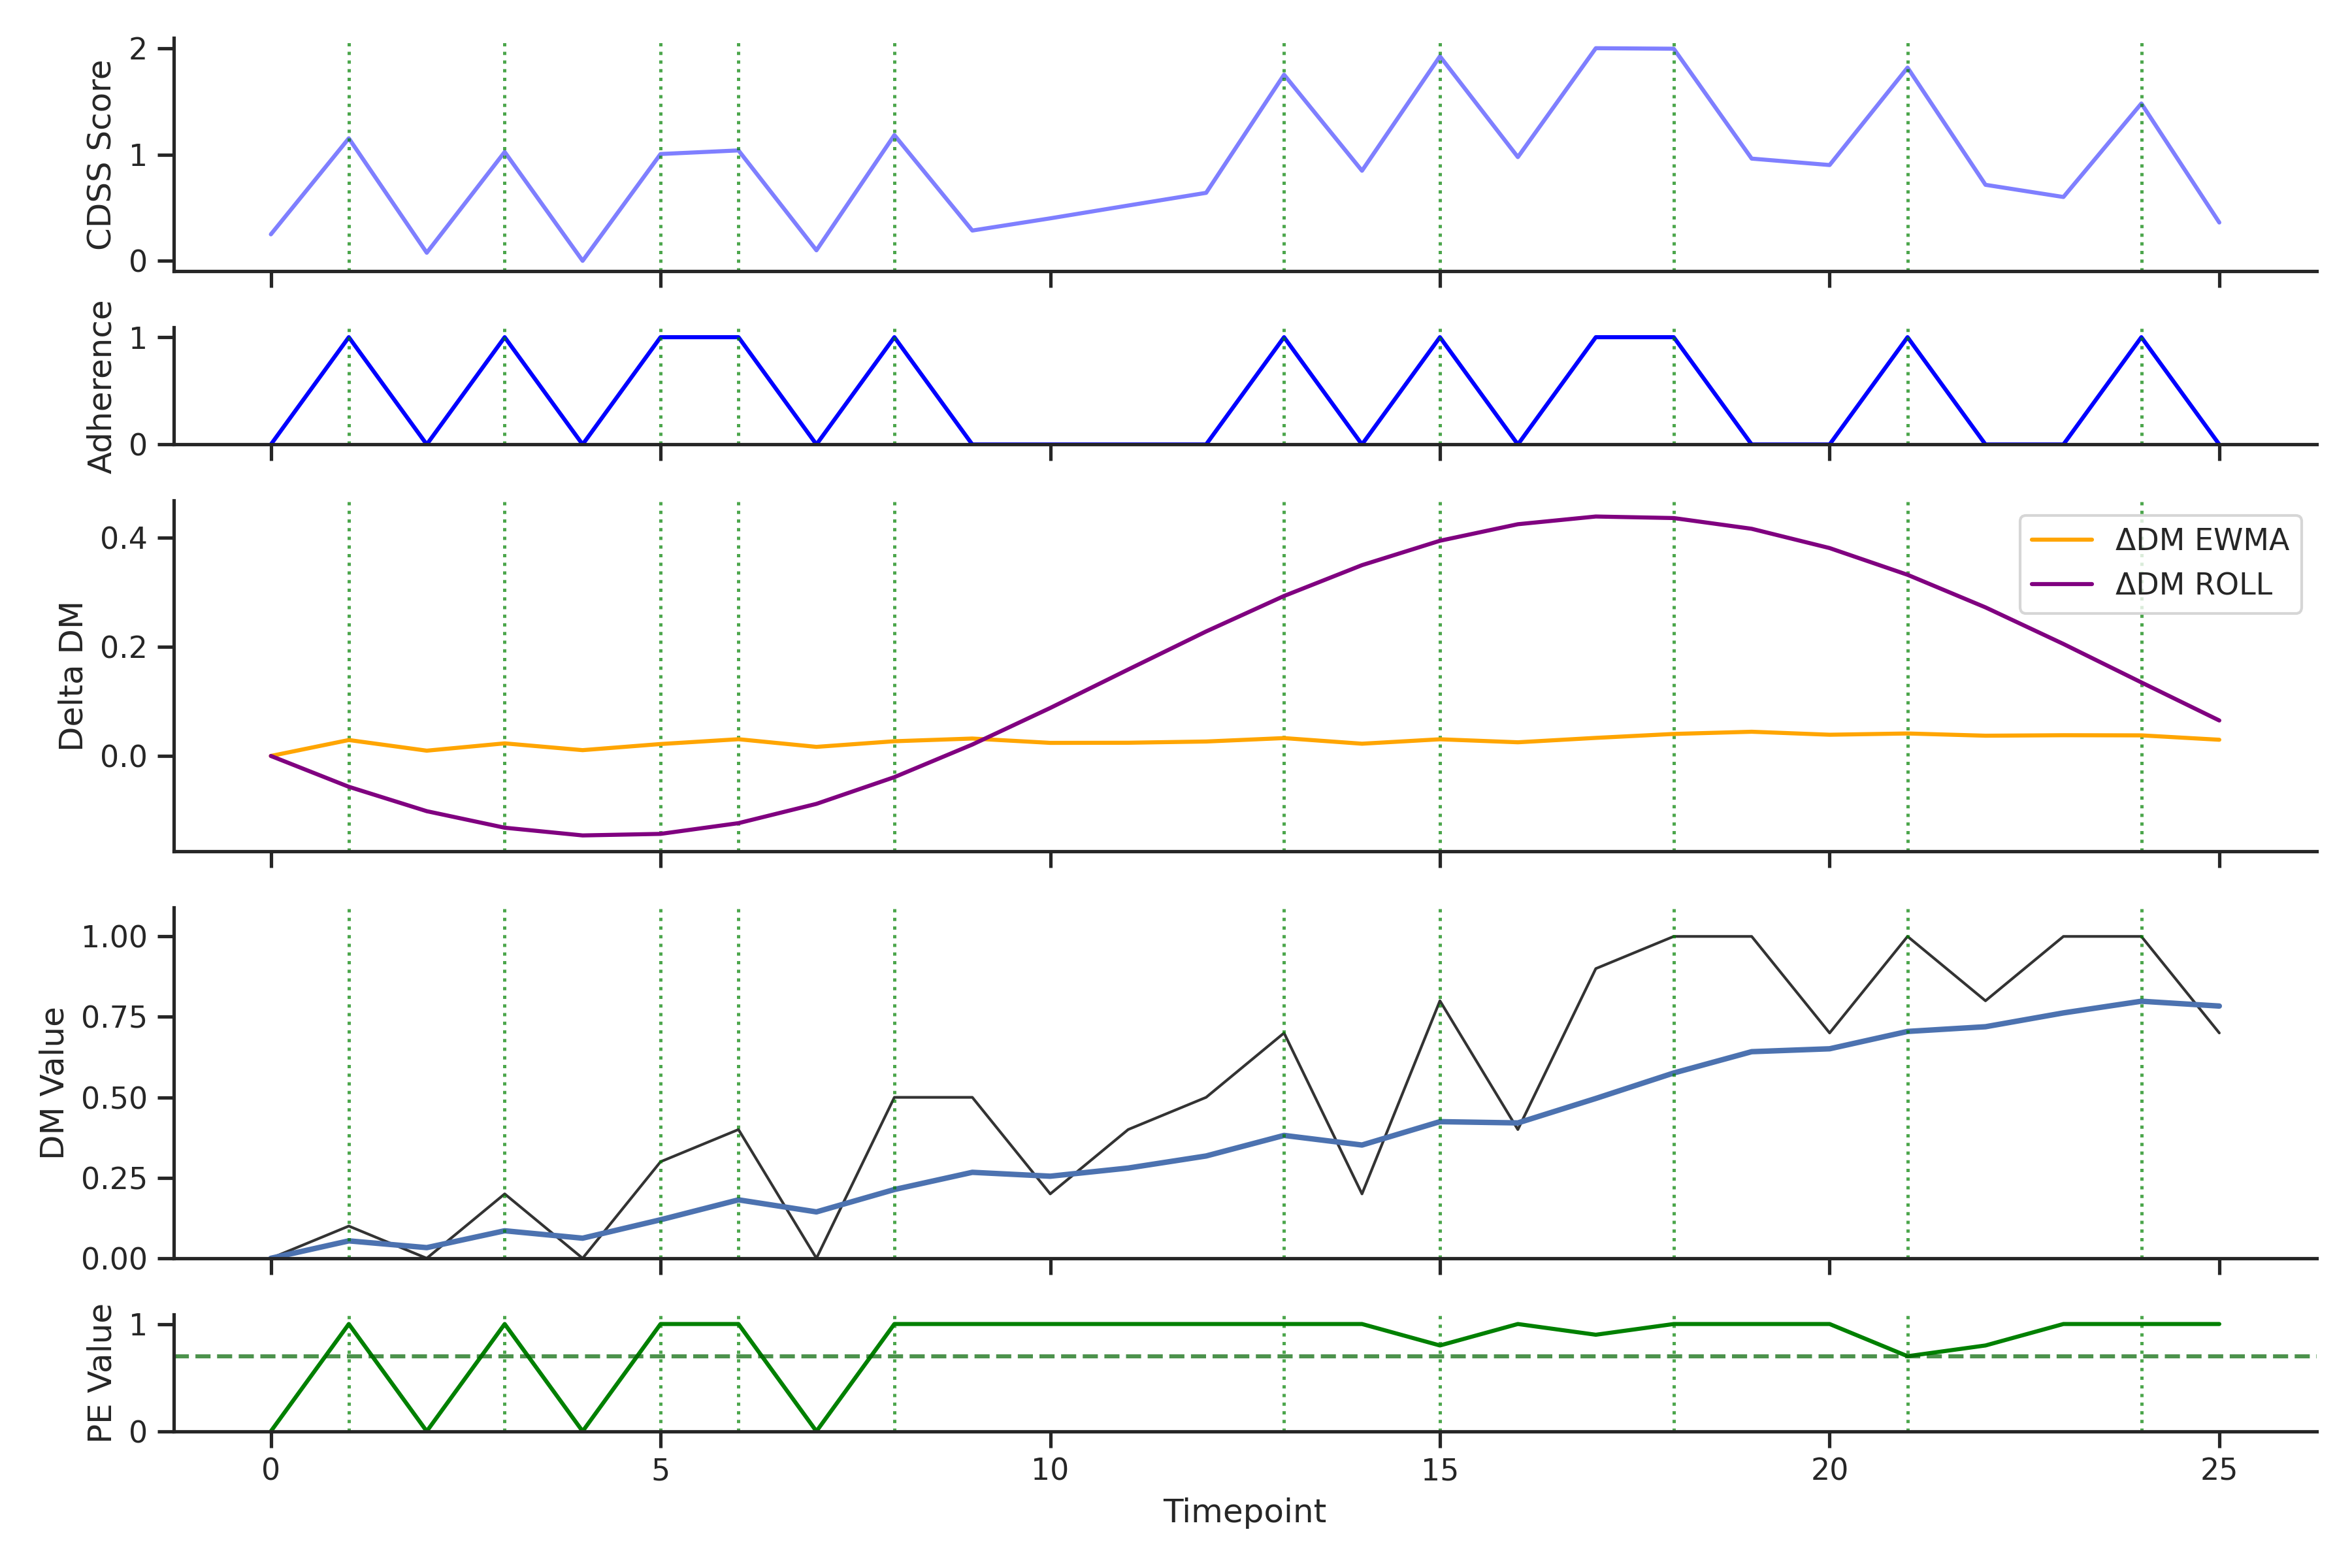 CDSS Score
2
1
0
Adherence
1
0
Delta DM
0.4
0.2
0.0
ΔDM EWMA
ΔDM ROLL
DM Value
1.00
0.75
0.50
0.25
0.00
PE Value
1
0
0 5 10 15 20 25
Timepoint